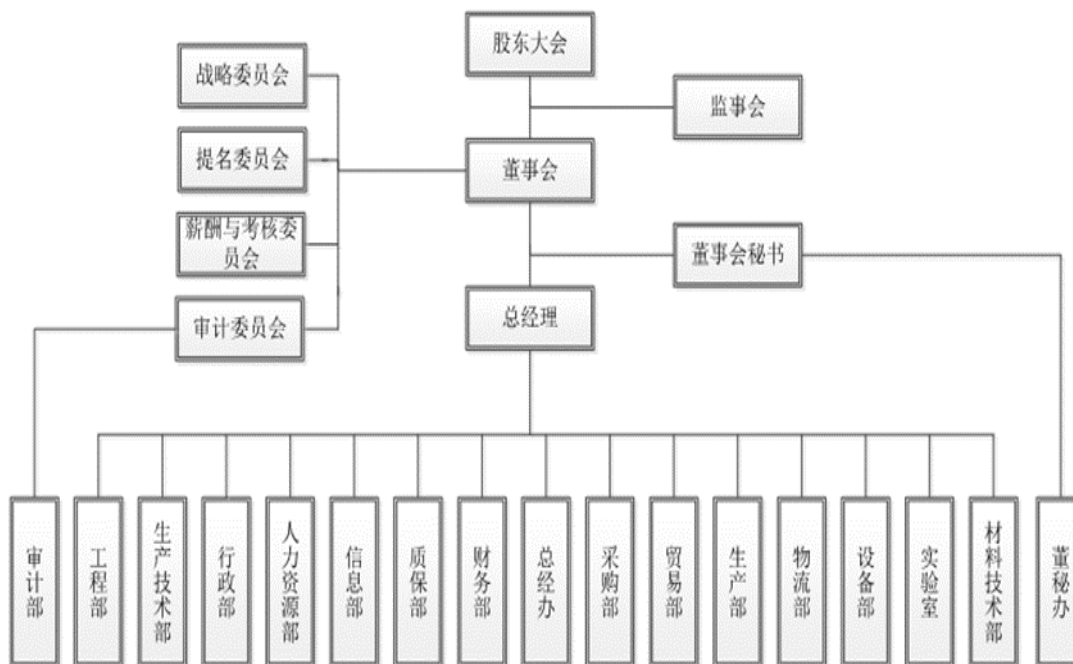 股东大会
战略委员会
监事会
提名委员会
董事会
薪酬与考核委
员会
董事会秘书
总经理
审计委员会
审计部
工程部
生产技术部
行政部
人力资源部
信息部
质保部
财务部
总经办
采购部
贸易部
生产部
物流部
设备部
实验室
材料技术部
董秘办